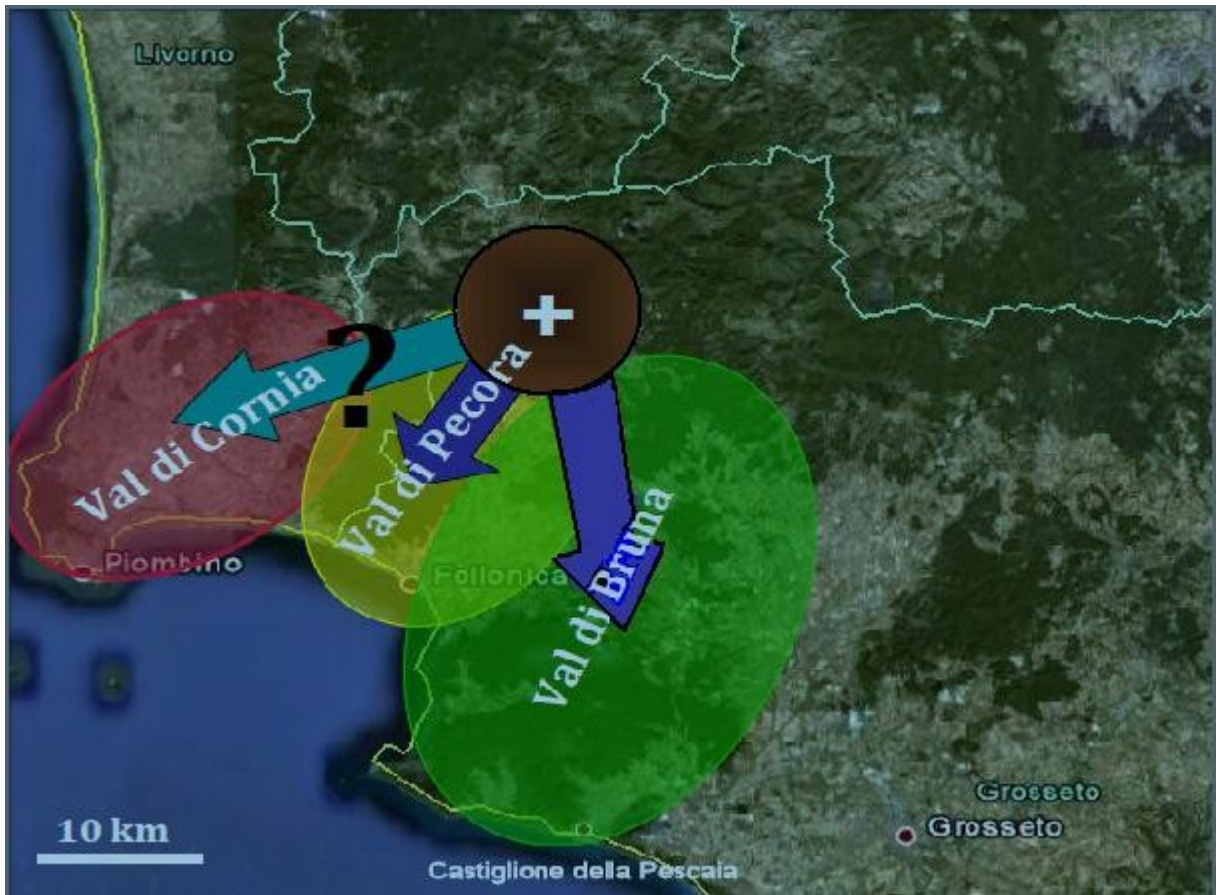 Livorno
+
?
Val di Cornia
Val di Pecora
Val di Bruna
Piombino
Follonica
Grosseto
Grosseto
10 km
Castiglione della Pescaia